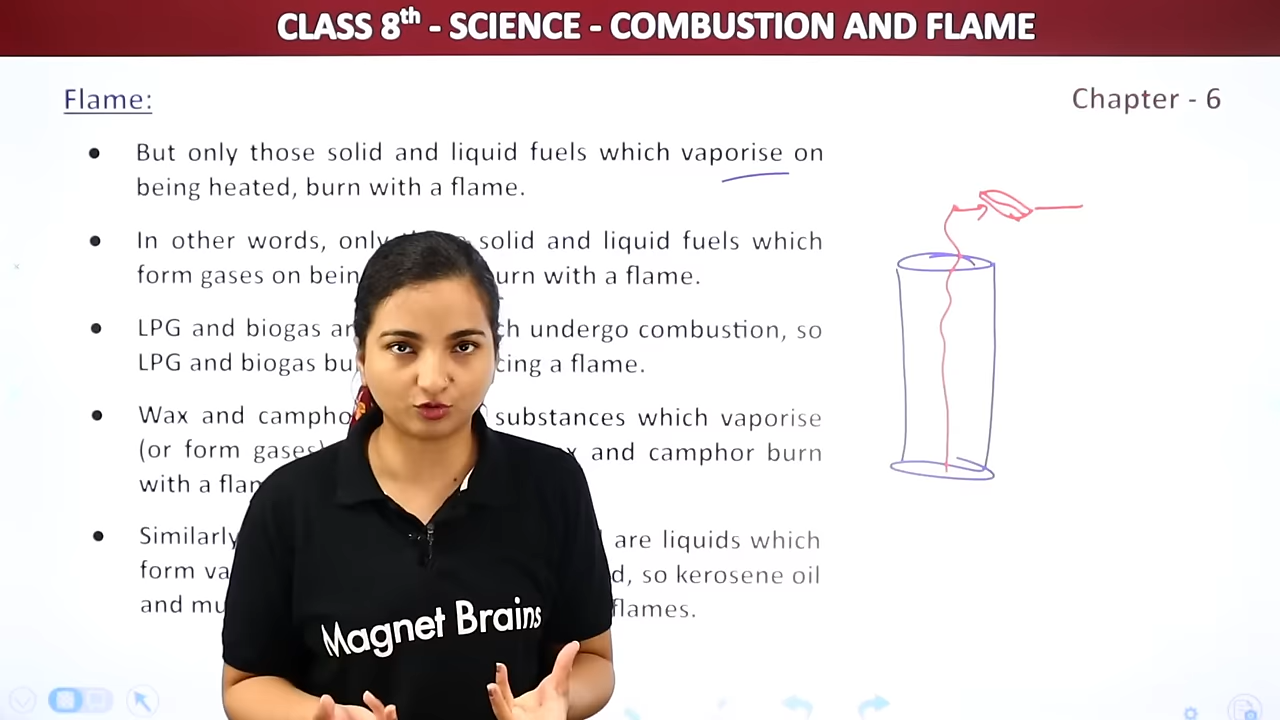 CLASS 8th - SCIENCE - COMBUSTION AND FLAME
Flame:
Chapter - 6
But only those solid and liquid fuels which vaporise on
being heated, burn with a flame.
In other words, only solid and liquid fuels which
form gases on bein urn with a flame.
LPG and biogas ar ch undergo combustion, so
LPG and biogas bu cing a flame.
Wax and campho substances which vaporise
(or form gases) x and camphor burn
with a flam
Similarly are liquids which
form va d, so kerosene oil
and mu flames.
Magnet Brains